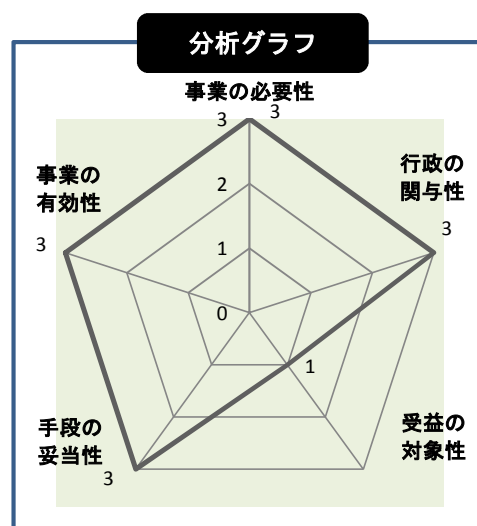 分析グラフ
事業の必要性
3
3
2
1
0
行政の
関与性
3
事業の
有効性
3
1
受益の
対象性
手段の
妥当性
3